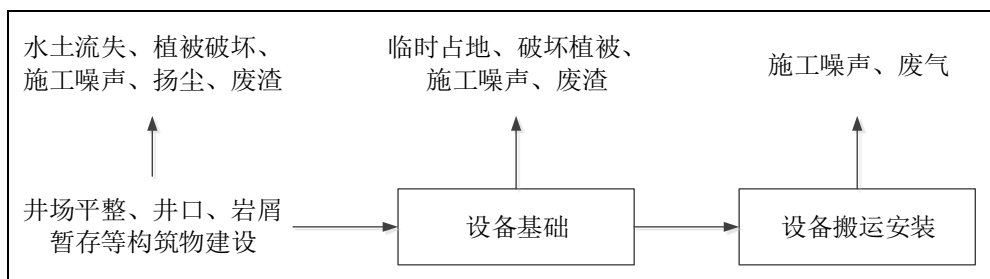 水土流失、植被破坏、
施工噪声、扬尘、废渣
临时占地、破坏植被、
施工噪声、废渣
施工噪声、废气
井场平整、井口、岩屑
暂存等构筑物建设
设备基础
设备搬运安装